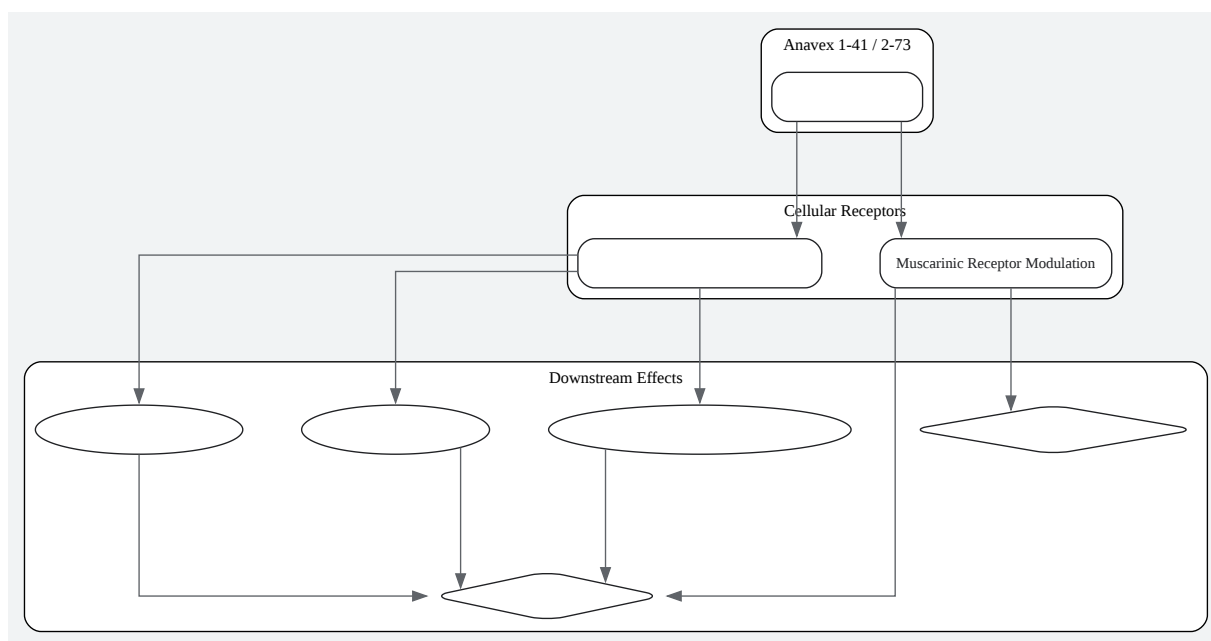 Anavex 1-41 / 2-73
Cellular Receptors
Muscarinic Receptor Modulation
Downstream Effects